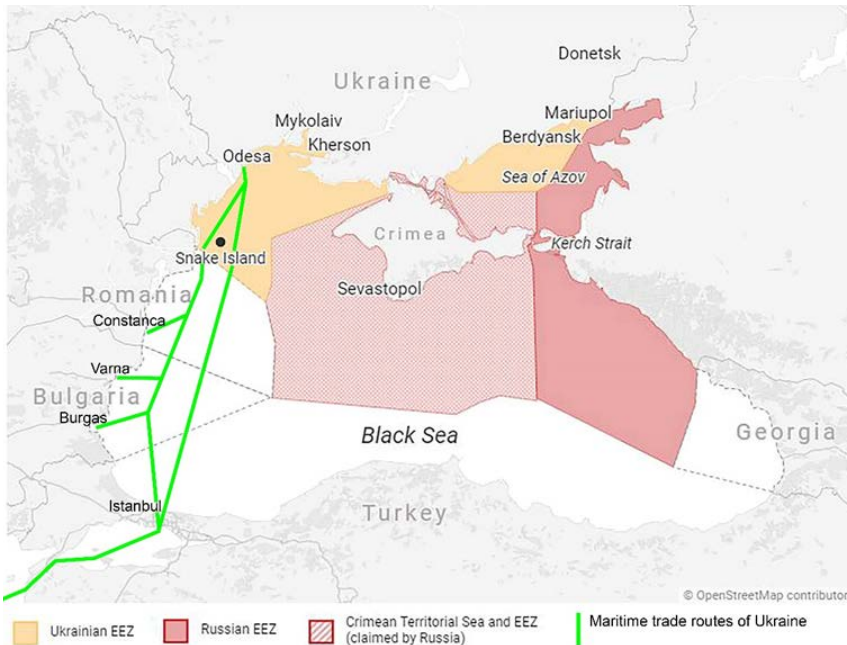 Donetsk
Ukraine
Mariupol
Mykolaiv
Berdyansk
Kherson
Odesa
Sea of Azov
Crimea
Kerch Strait
Snake Island
Sevastopol
Romania
Constanca
Varna
Bulgaria
Burgas
Black Sea
Georgia
Istanbul
Turkey
© OpenStreetMap contributor
Ukrainian EEZ
Russian EEZ
Crimean Territorial Sea and EEZ
(claimed by Russia)
Maritime trade routes of Ukraine